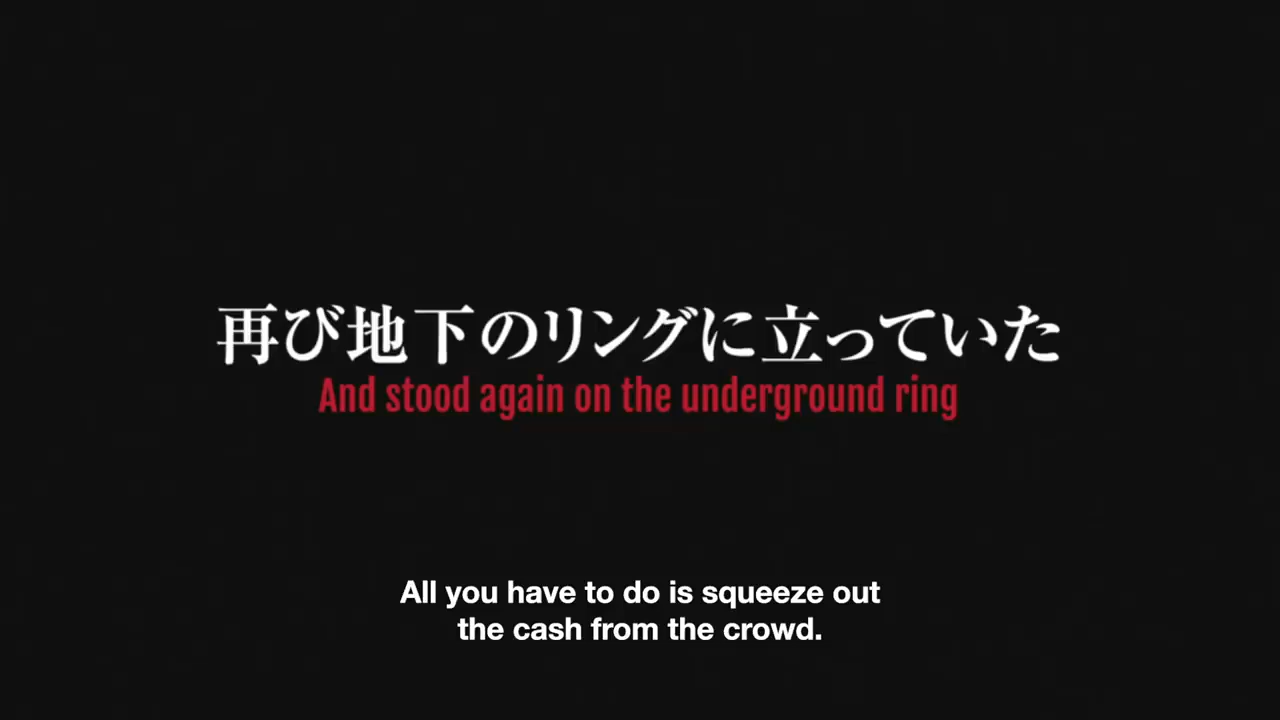 再び地下のリングに立っていた
And stood again on the underground ring
All you have to do is squeeze out
the cash from the crowd.